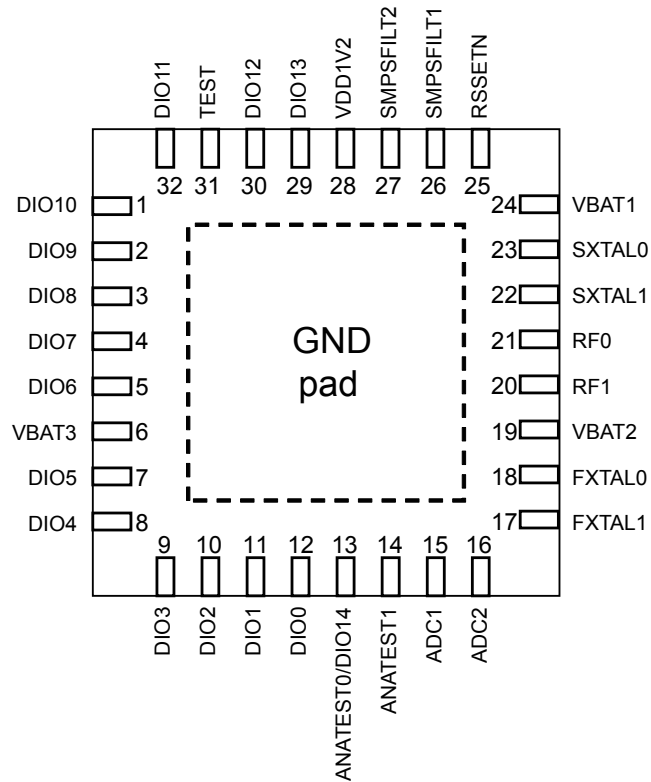 DIO11
TEST
DIO12
DIO13
VDD1V2
SMPSFILT2
SMPSFILT1
RSSETN
32 31 30 29 28 27 26 25
DIO10 1
DIO9 2
DIO8 3
DIO7 4
DIO6 5
VBAT3 6
DIO5 7
DIO4 8
GND
pad
24 VBAT1
23 SXTAL0
22 SXTAL1
21 RF0
20 RF1
19 VBAT2
18 FXTAL0
17 FXTAL1
9 10 11 12 13 14 15 16
DIO3
DIO2
DIO1
DIO0
ANATEST0/DIO14
ANATEST1
ADC1
ADC2